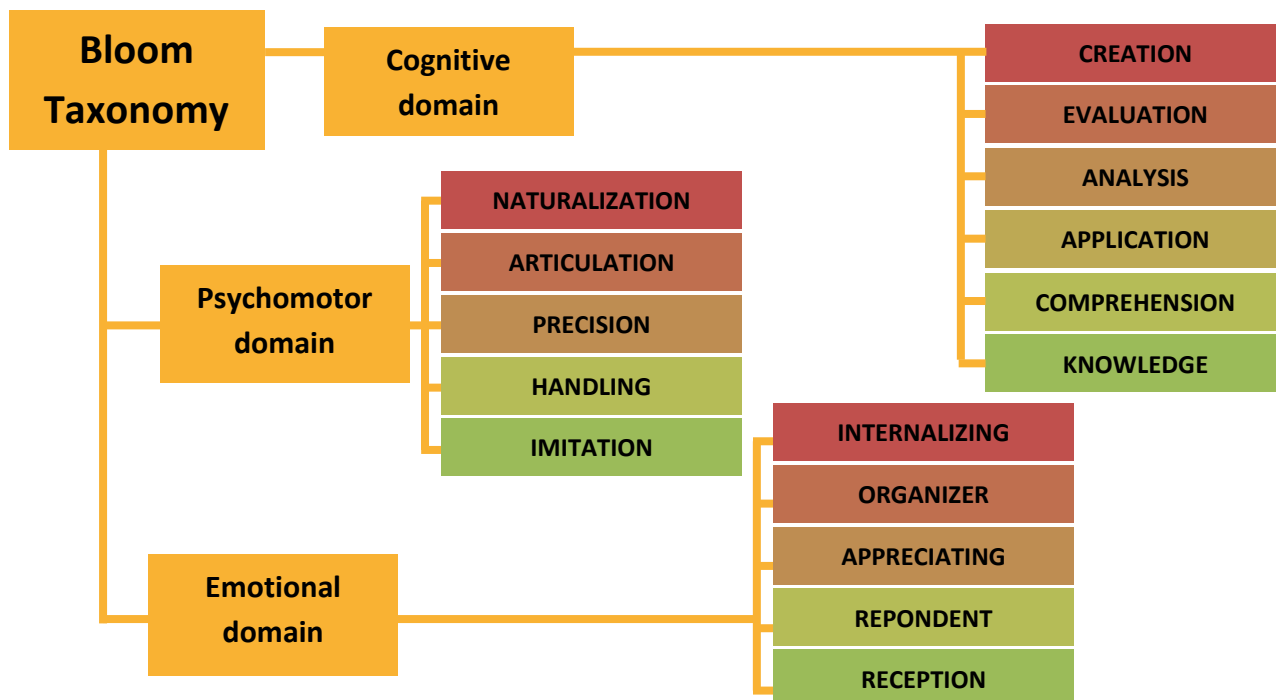 Bloom
Taxonomy
Cognitive
domain
CREATION
EVALUATION
ANALYSIS
APPLICATION
COMPREHENSION
KNOWLEDGE
Psychomotor
domain
NATURALIZATION
ARTICULATION
PRECISION
HANDLING
IMITATION
Emotional
domain
INTERNALIZING
ORGANIZER
APPRECIATING
REPONDENT
RECEPTION